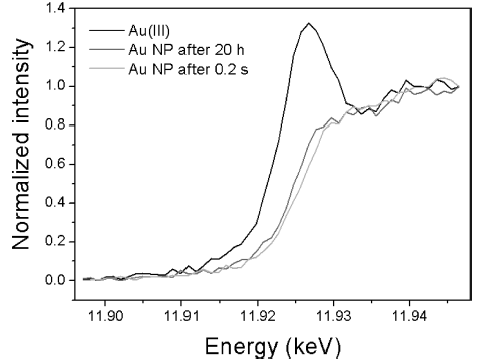 1.4
Au(III)
Au NP after 20 h
Au NP after 0.2 s
1.2
1.0
0.8
0.6
0.4
0.2
0.0
Normalized intensity
11.90 11.91 11.92 11.93 11.94
Energy (keV)